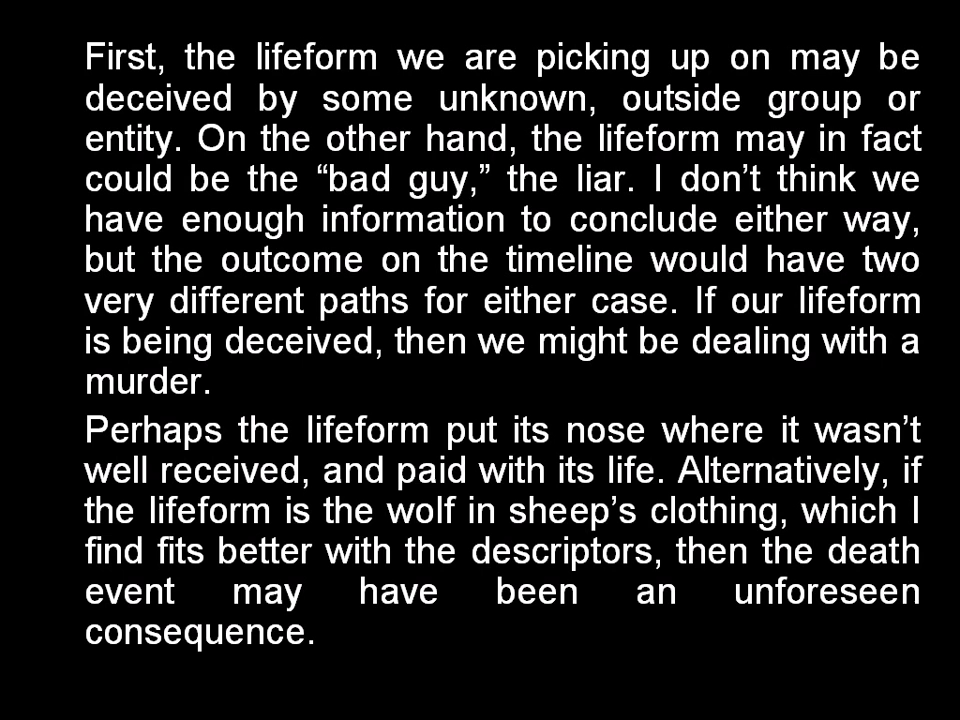 First, the lifeform we are picking up on may be
deceived by some unknown, outside group or
entity. On the other hand, the lifeform may in fact
could be the “bad guy,” the liar. I don’t think we
have enough information to conclude either way,
but the outcome on the timeline would have two
very different paths for either case. If our lifeform
is being deceived, then we might be dealing with a
murder.
Perhaps the lifeform put its nose where it wasn’t
well received, and paid with its life. Alternatively, if
the lifeform is the wolf in sheep’s clothing, which I
find fits better with the descriptors, then the death
event may have been an unforeseen
consequence.